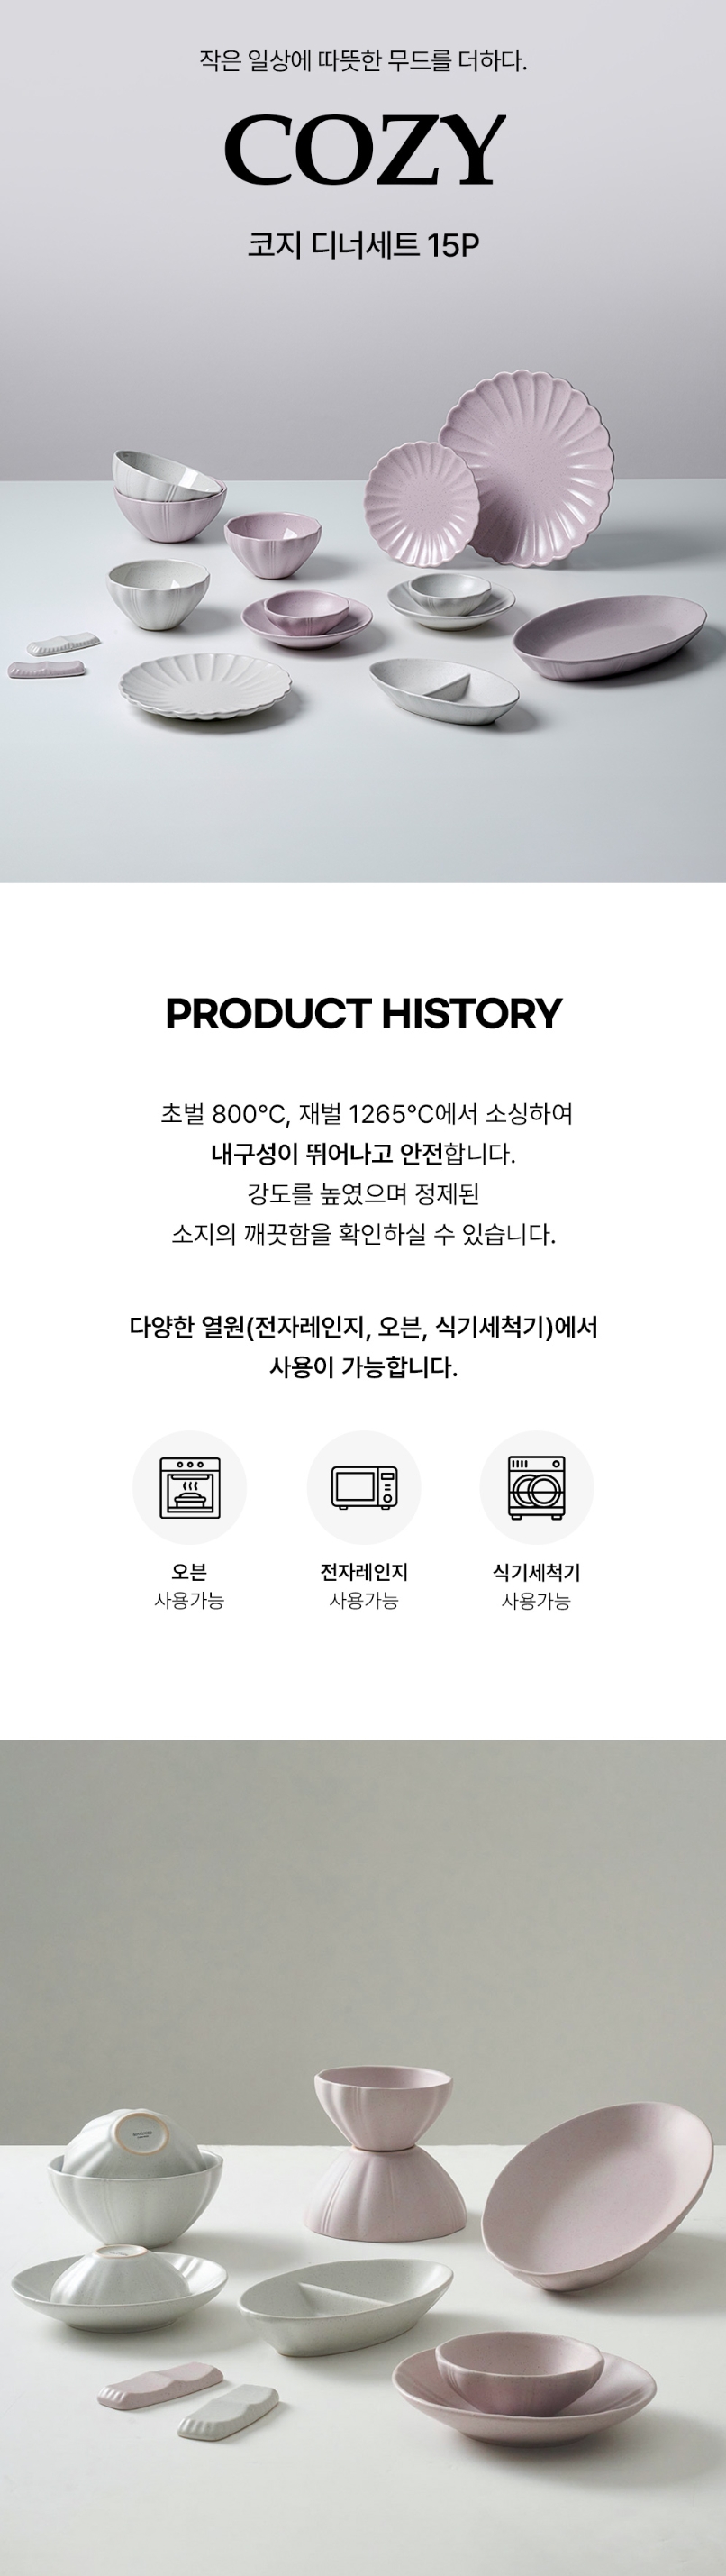 작은 일상에 따뜻한 무드를 더하다.
COZY
코지 디너세트 15P
PRODUCT HISTORY
초벌 800°C, 재벌 1265°C에서 소싱하여
내구성이 뛰어나고 안전합니다.
강도를 높였으며 정제된
소지의 깨끗함을 확인하실 수 있습니다.
다양한 열원(전자레인지, 오븐, 식기세척기)에서
사용이 가능합니다.
오븐
사용가능
전자레인지
사용가능
식기세척기
사용가능